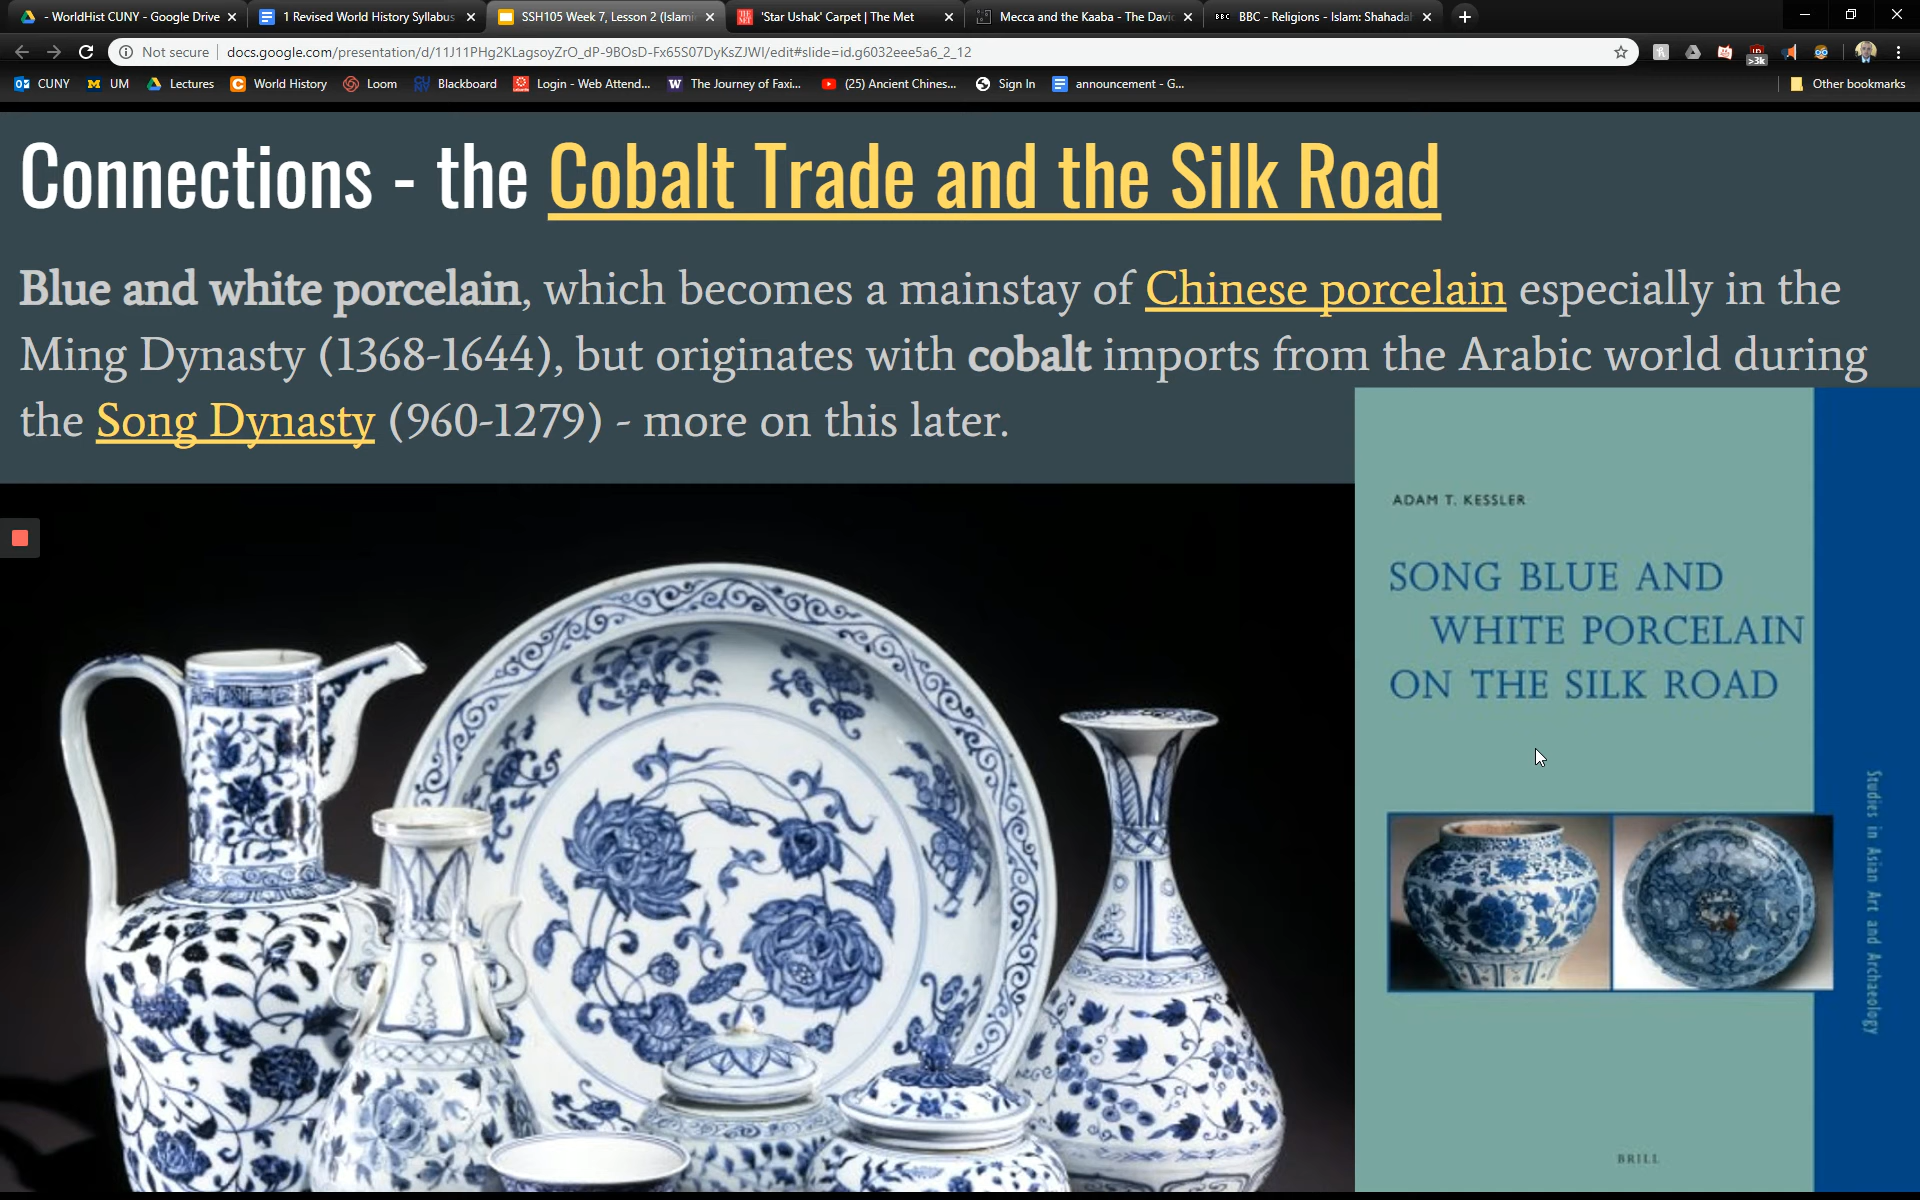 - WorldHist CUNY - Google Drive
1 Revised World History Syllabus
SSH105 Week 7, Lesson 2 (Islami
'Star Ushak' Carpet | The Met
Mecca and the Kaaba - The Davi
BBC
BBC - Religions - Islam: Shahada
Not secure
docs.google.com/presentation/d/11J11PHg2KLagsoyZrO_dP-9BOsD-Fx65S07DyKsZJWI/edit#slide=id.g6032eee5a6_2_12
>3k
CUNY
UM
Lectures
World History
Loom
Blackboard
Login - Web Attend...
The Journey of Faxi...
(25) Ancient Chines...
Sign In
announcement - G...
Other bookmarks
Connections - the Cobalt Trade and the Silk Road
Blue and white porcelain, which becomes a mainstay of Chinese porcelain especially in the
Ming Dynasty (1368-1644), but originates with cobalt imports from the Arabic world during
the Song Dynasty (960-1279) - more on this later.
ADAM T. KESSLER
SONG BLUE AND
WHITE PORCELAIN
ON THE SILK ROAD
Studies in Asian Art and Archaeology
BRILL